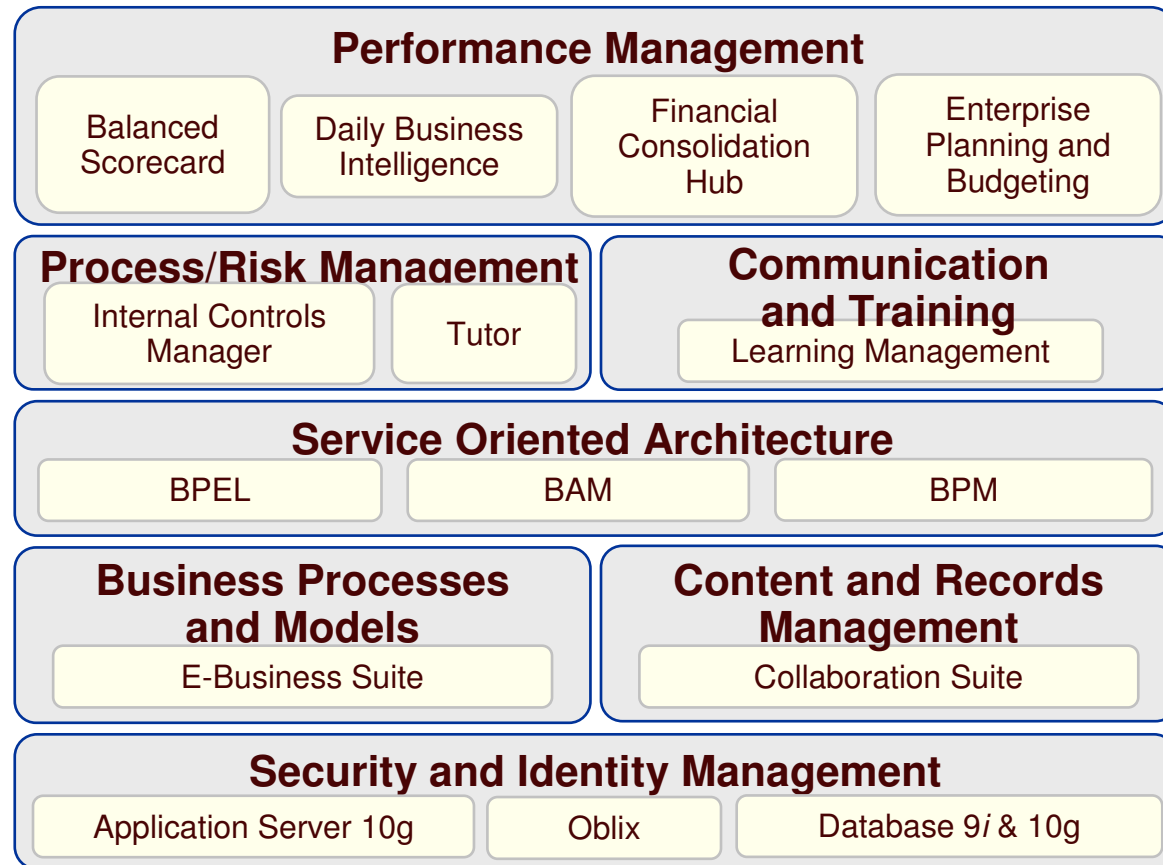 Performance Management
Balanced
Scorecard
Daily Business
Intelligence
Financial
Consolidation
Hub
Enterprise
Planning and
Budgeting
Process/Risk Management
Internal Controls
Manager
Tutor
Communication
and Training
Learning Management
Service Oriented Architecture
BPEL
BAM
BPM
Business Processes
and Models
E-Business Suite
Content and Records
Management
Collaboration Suite
Security and Identity Management
Application Server 10g
Oblix
Database 9i & 10g